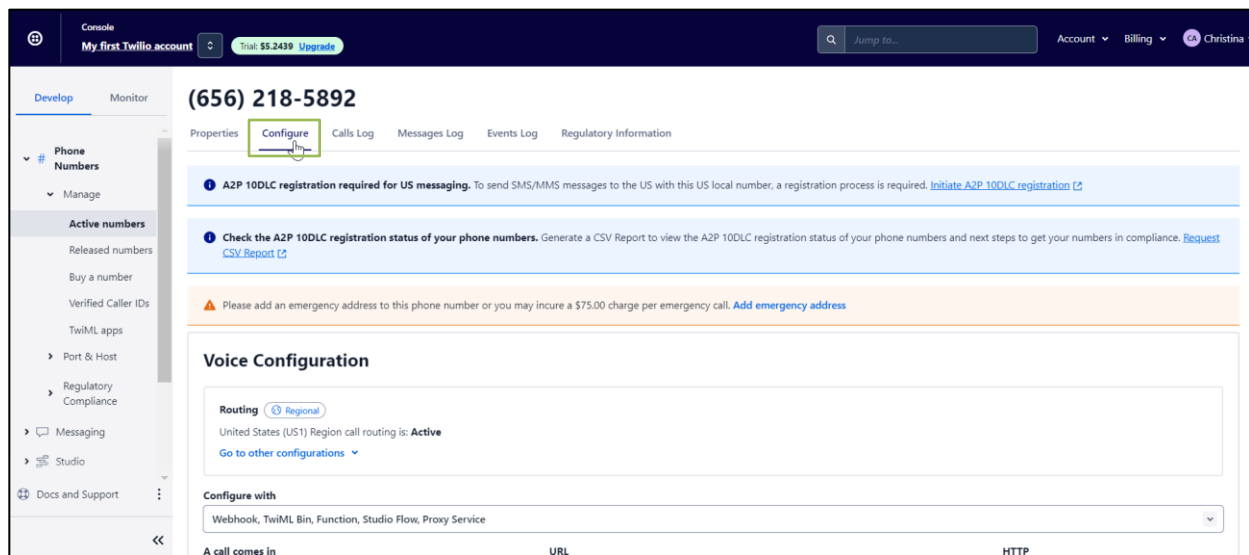 Console
My first Twilio account
Trial: $5.2439 Upgrade
Jump to...
Account
Billing
CA
Christina
Develop
Monitor
# Phone
Numbers
Manage
Active numbers
Released numbers
Buy a number
Verified Caller IDs
TwiML apps
Port & Host
Regulatory
Compliance
Messaging
Studio
Docs and Support
(656) 218-5892
Properties
Configure
Calls Log
Messages Log
Events Log
Regulatory Information
A2P 10DLC registration required for US messaging. To send SMS/MMS messages to the US with this US local number, a registration process is required. Initiate A2P 10DLC registration
Check the A2P 10DLC registration status of your phone numbers. Generate a CSV Report to view the A2P 10DLC registration status of your phone numbers and next steps to get your numbers in compliance. Request
CSV Report
Please add an emergency address to this phone number or you may incure a $75.00 charge per emergency call. Add emergency address
Voice Configuration
Routing Regional
United States (US1) Region call routing is: Active
Go to other configurations
Configure with
Webhook, TwiML Bin, Function, Studio Flow, Proxy Service
A call comes in
URL
HTTP